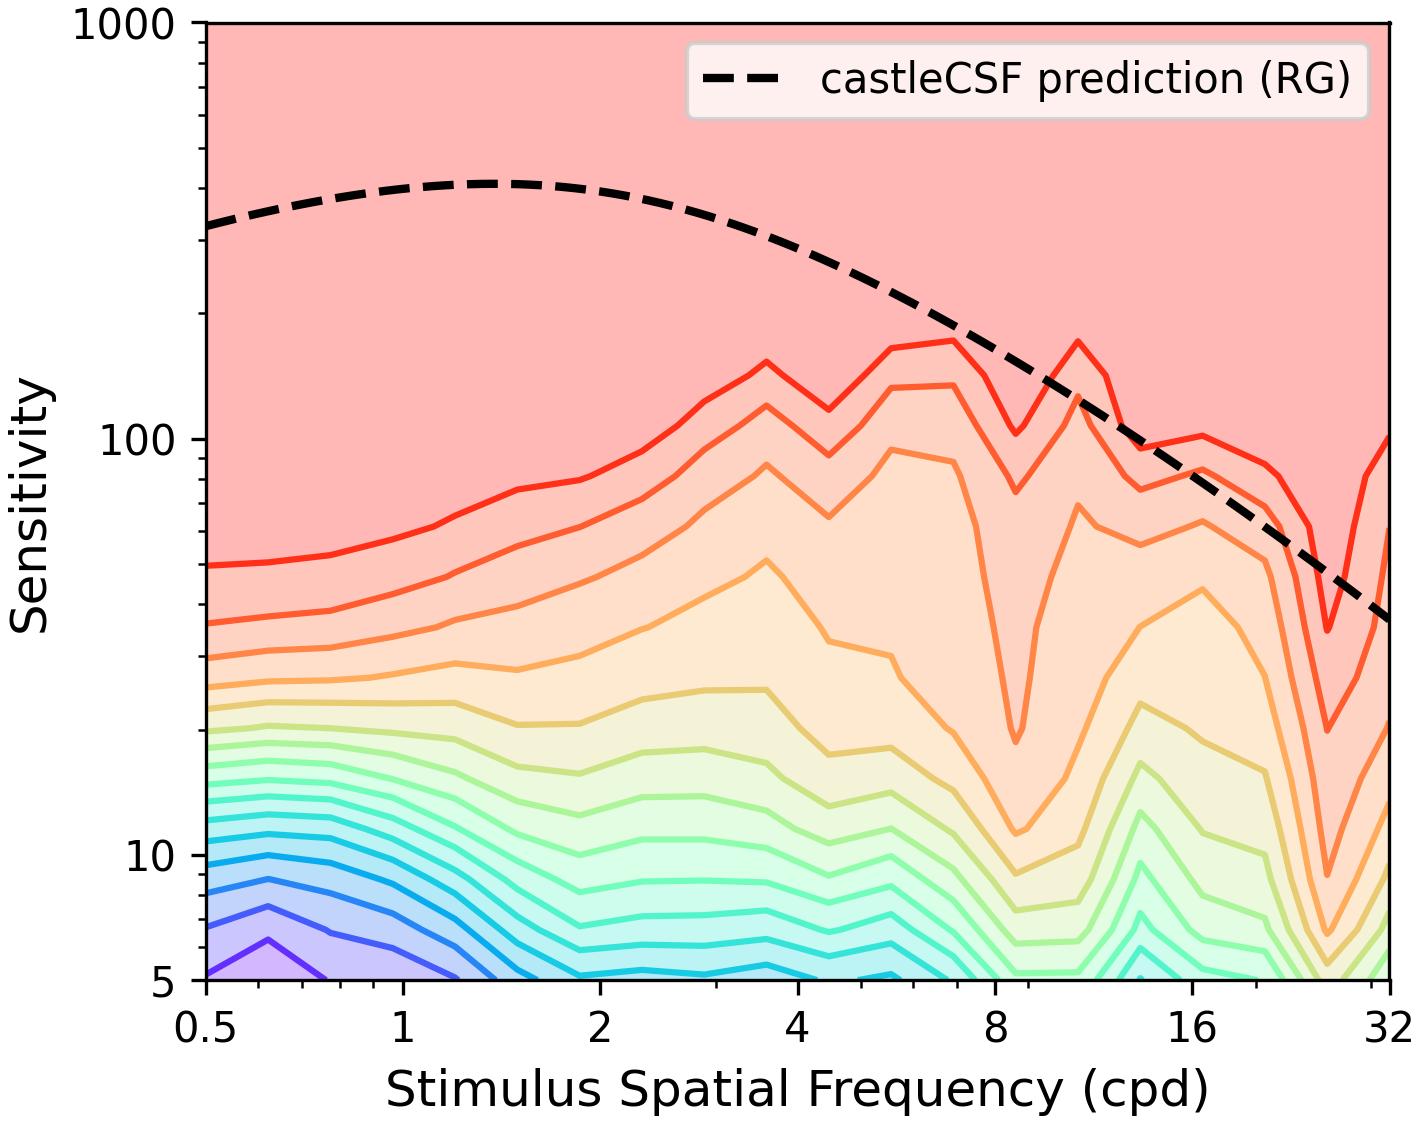 1000
castleCSF prediction (RG)
Sensitivity
100
10
5
0.5 1 2 4 8 16 32
Stimulus Spatial Frequency (cpd)